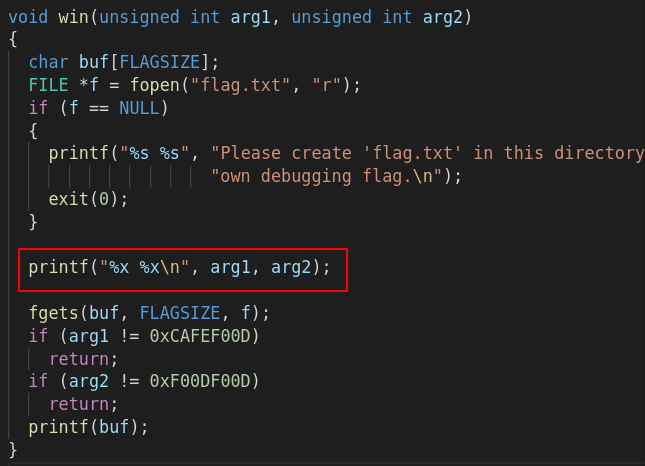 void win(unsigned int arg1, unsigned int arg2)
{
  char buf[FLAGSIZE];
  FILE *f = fopen("flag.txt", "r");
  if (f == NULL)
  {
    printf("%s %s", "Please create 'flag.txt' in this directory
                    "own debugging flag.\n");
    exit(0);
  }
  printf("%x %x\n", arg1, arg2);
  fgets(buf, FLAGSIZE, f);
  if (arg1 != 0xCAFEF00D)
    return;
  if (arg2 != 0xF00DF00D)
    return;
  printf(buf);
}